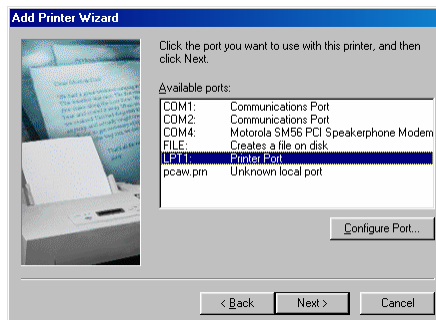 Add Printer Wizard
Click the port you want to use with this printer, and then
click Next.
Available ports:
COM1: Communications Port
COM2: Communications Port
COM4: Motorola SM56 PCI Speakerphone Modem
FILE: Creates a file on disk
LPT1: Printer Port
pcaw.prn Unknown local port
Configure Port...
< Back Next > Cancel